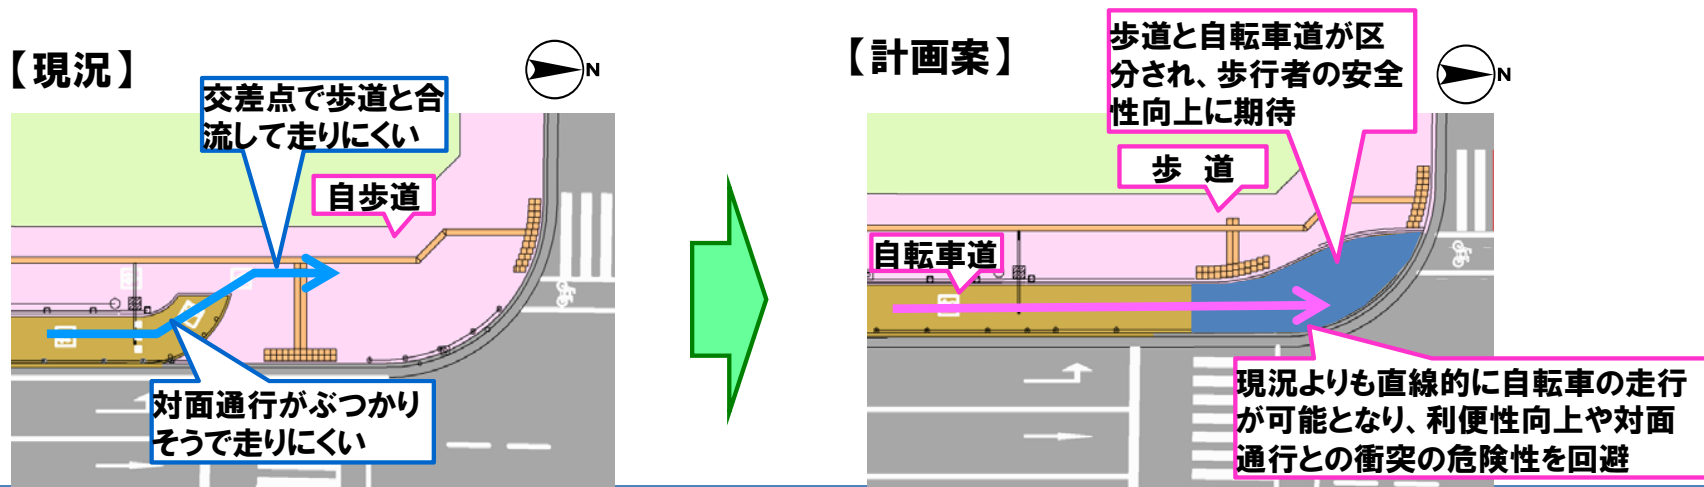 【現況】
N
交差点で歩道と合
流して走りにくい
自歩道
対面通行がぶつかり
そうで走りにくい
【計画案】
N
歩道と自転車道が区
分され、歩行者の安全
性向上に期待
歩 道
自転車道
現況よりも直線的に自転車の走行
が可能となり、利便性向上や対面
通行との衝突の危険性を回避